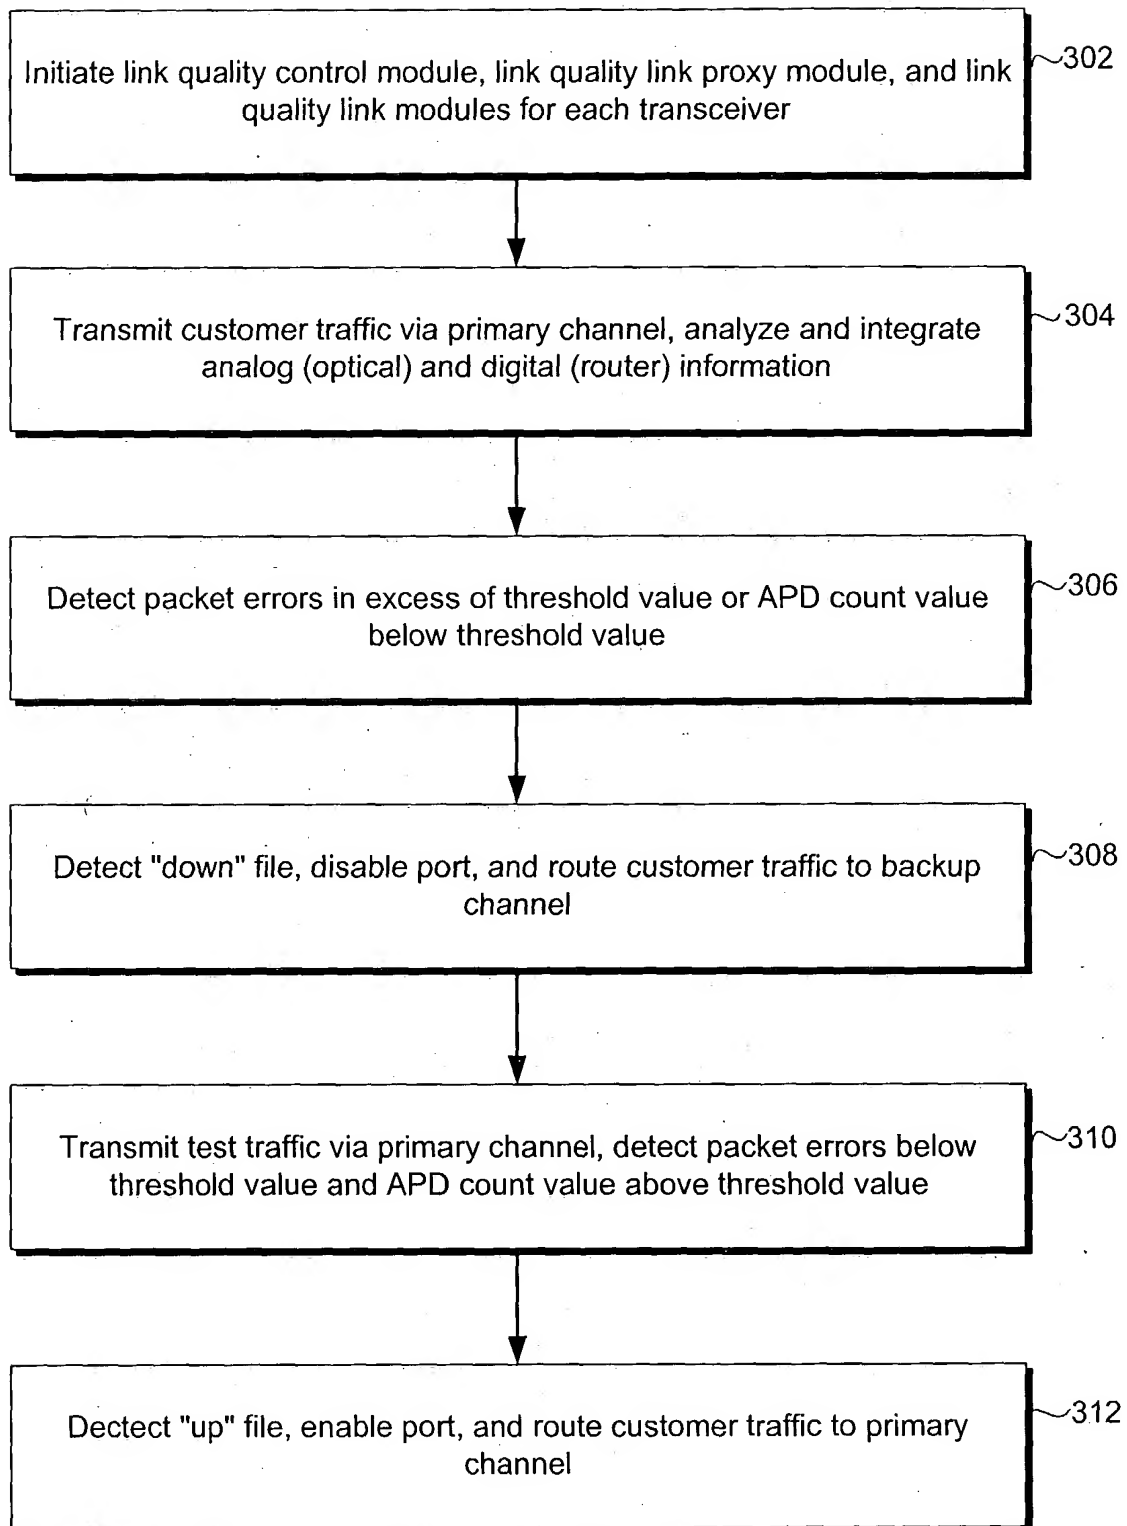 Initiate link quality control module, link quality link proxy module, and link
quality link modules for each transceiver
302
Transmit customer traffic via primary channel, analyze and integrate
analog (optical) and digital (router) information
304
Detect packet errors in excess of threshold value or APD count value
below threshold value
306
Detect "down" file, disable port, and route customer traffic to backup
channel
308
Transmit test traffic via primary channel, detect packet errors below
threshold value and APD count value above threshold value
310
Dectect "up" file, enable port, and route customer traffic to primary
channel
312